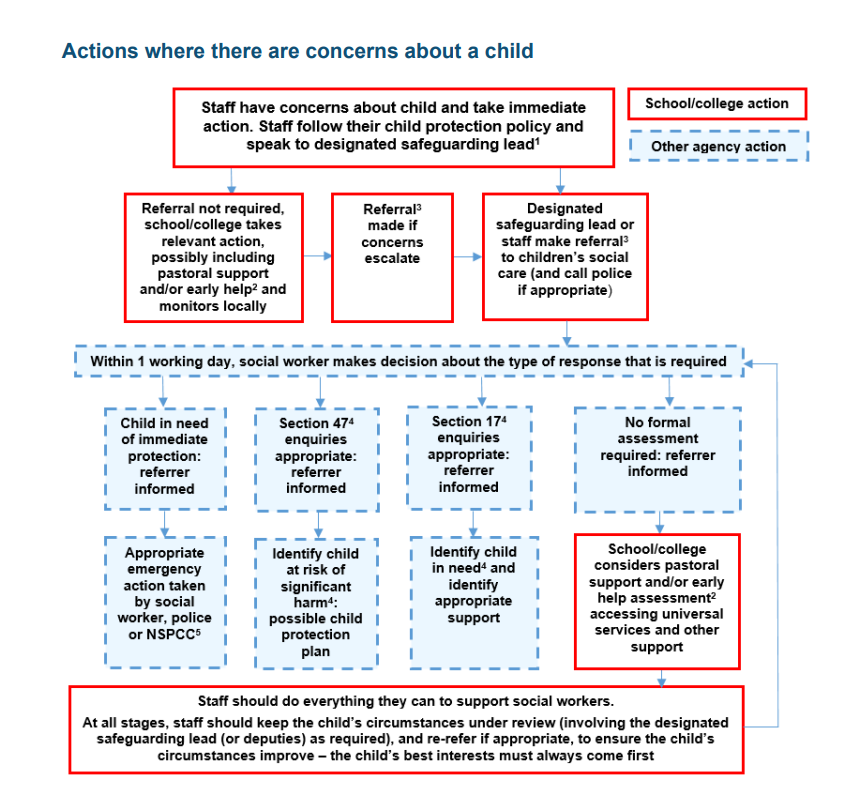 Actions where there are concerns about a child
Staff have concerns about child and take immediate
action. Staff follow their child protection policy and
speak to designated safeguarding lead¹
School/college action
Other agency action
Referral not required,
school/college takes
relevant action,
possibly including
pastoral support
and/or early help² and
monitors locally
Referral³
made if
concerns
escalate
Designated
safeguarding lead or
staff make referral³
to children's social
care (and call police
if appropriate)
Within 1 working day, social worker makes decision about the type of response that is required
Child in need
of immediate
protection:
referrer
informed
Section 47⁴
enquiries
appropriate:
referrer
informed
Section 17⁴
enquiries
appropriate:
referrer
informed
No formal
assessment
required: referrer
informed
Appropriate
emergency
action taken
by social
worker, police
or NSPCC⁵
Identify child
at risk of
significant
harm⁴:
possible child
protection
plan
Identify child
in need⁴ and
identify
appropriate
support
School/college
considers pastoral
support and/or early
help assessment²
accessing universal
services and other
support
Staff should do everything they can to support social workers.
At all stages, staff should keep the child's circumstances under review (involving the designated
safeguarding lead (or deputies) as required), and re-refer if appropriate, to ensure the child's
circumstances improve – the child's best interests must always come first